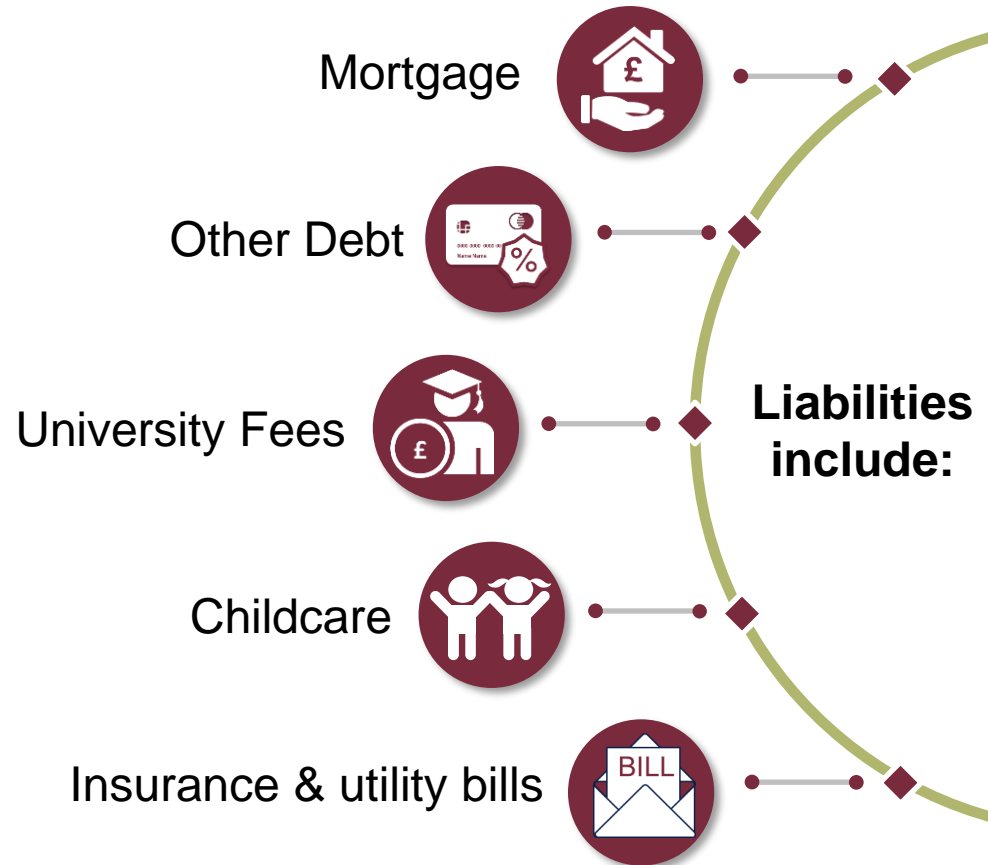 Mortgage
£
Other Debt
%
University Fees
£
Liabilities
include:
Childcare
Insurance & utility bills
BILL